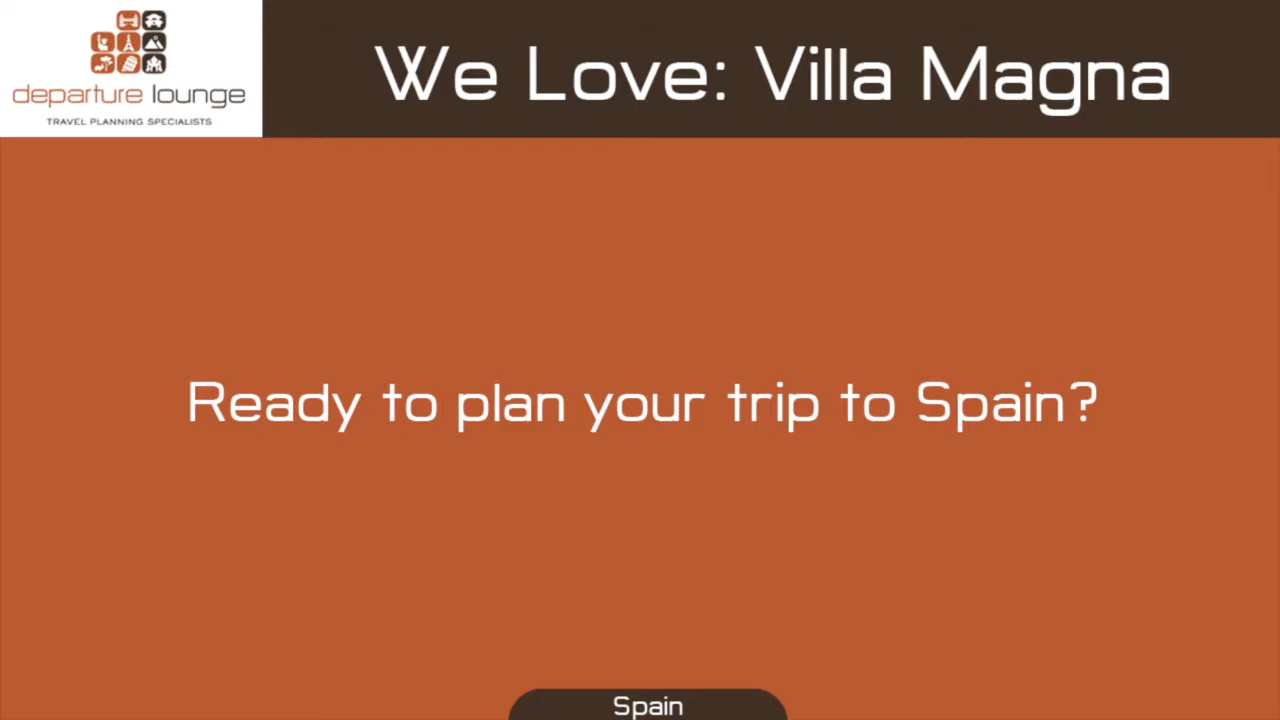 departure lounge
TRAVEL PLANNING SPECIALISTS
We Love: Villa Magna
Ready to plan your trip to Spain?
Spain